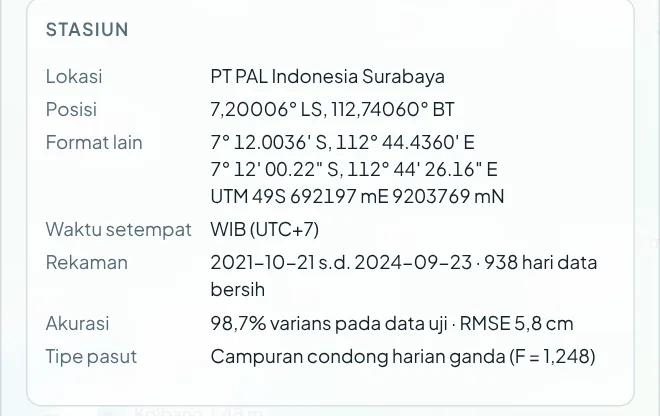 STASIUN
Lokasi PT PAL Indonesia Surabaya
Posisi 7,20006° LS, 112,74060° BT
Format lain 7° 12.0036' S, 112° 44.4360' E
7° 12' 00.22" S, 112° 44' 26.16" E
UTM 49S 692197 mE 9203769 mN
Waktu setempat WIB (UTC+7)
Rekaman 2021–10–21 s.d. 2024–09–23 · 938 hari data
bersih
Akurasi 98,7% varians pada data uji · RMSE 5,8 cm
Tipe pasut Campuran condong harian ganda (F = 1,248)